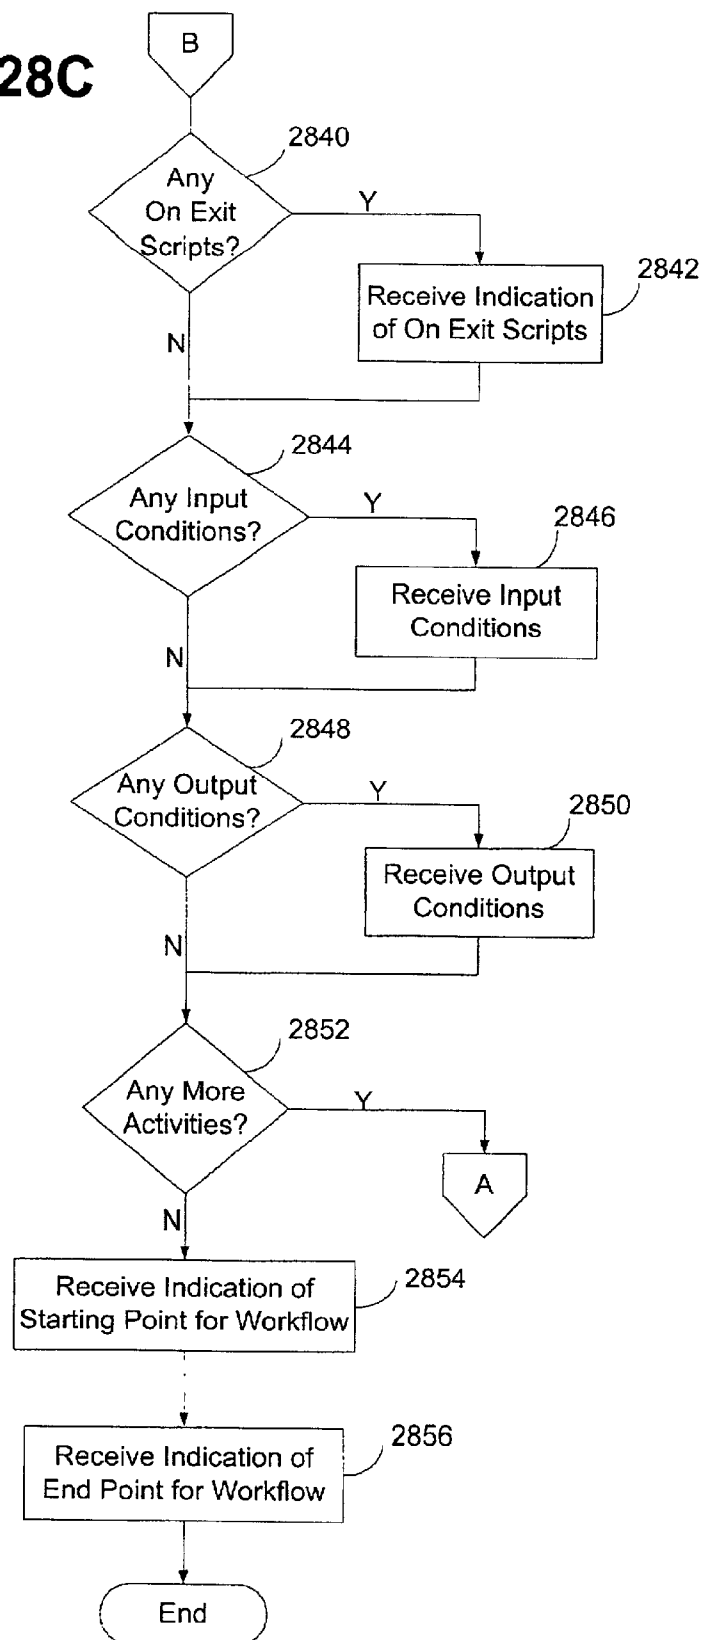 B
28C
2840
Any
On Exit
Scripts?
Y
2842
Receive Indication
of On Exit Scripts
N
2844
Any Input
Conditions?
Y
2846
Receive Input
Conditions
N
2848
Any Output
Conditions?
Y
2850
Receive Output
Conditions
N
2852
Any More
Activities?
Y
A
N
2854
Receive Indication of
Starting Point for Workflow
2856
Receive Indication of
End Point for Workflow
End